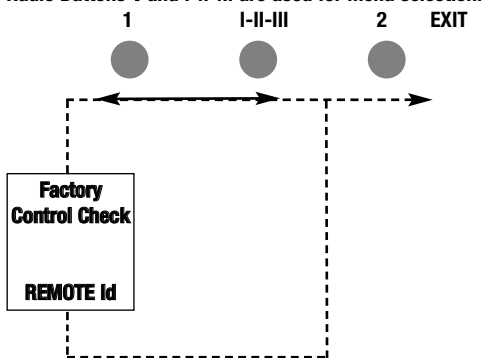 Radio Buttons and I-II-III are used for menu selection.
1 I-II-III 2 EXIT
Factory
Control Check
REMOTE Id